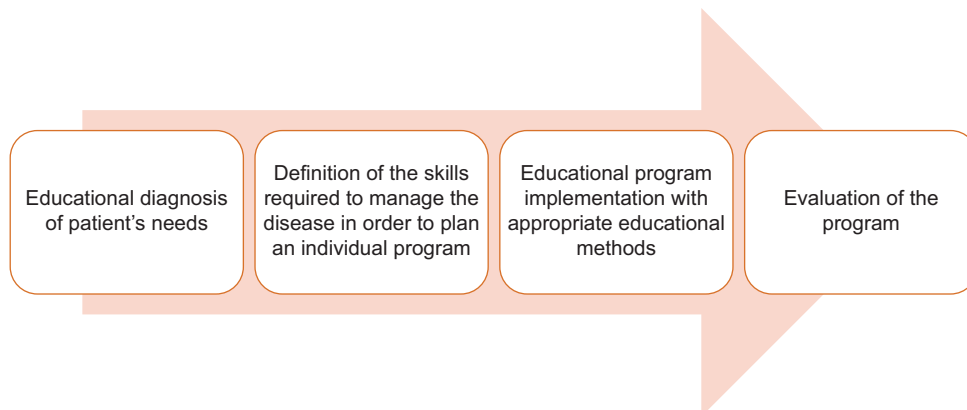 Educational diagnosis
of patient's needs
Definition of the skills
required to manage the
disease in order to plan
an individual program
Educational program
implementation with
appropriate educational
methods
Evaluation of the
program